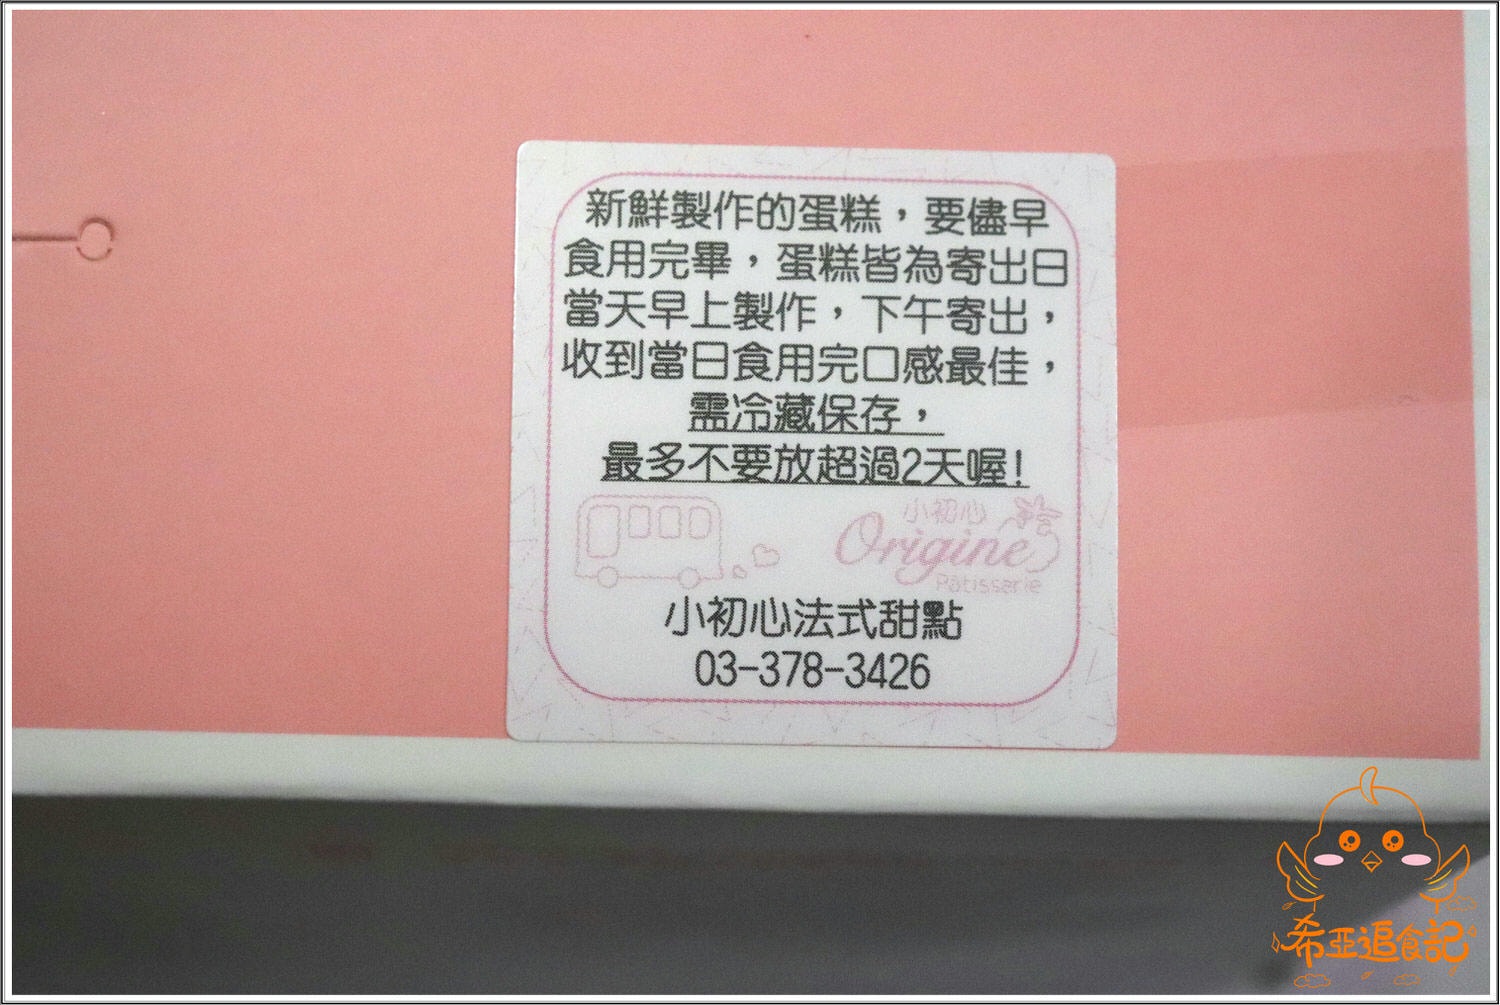 新鮮製作的蛋糕，要儘早
食用完畢，蛋糕皆為寄出日
當天早上製作，下午寄出，
收到當日食用完口感最佳，
需冷藏保存，
最多不要放超過2天喔!
小初心
Origine
Pâtisserie
小初心法式甜點
03-378-3426
希亞追食記